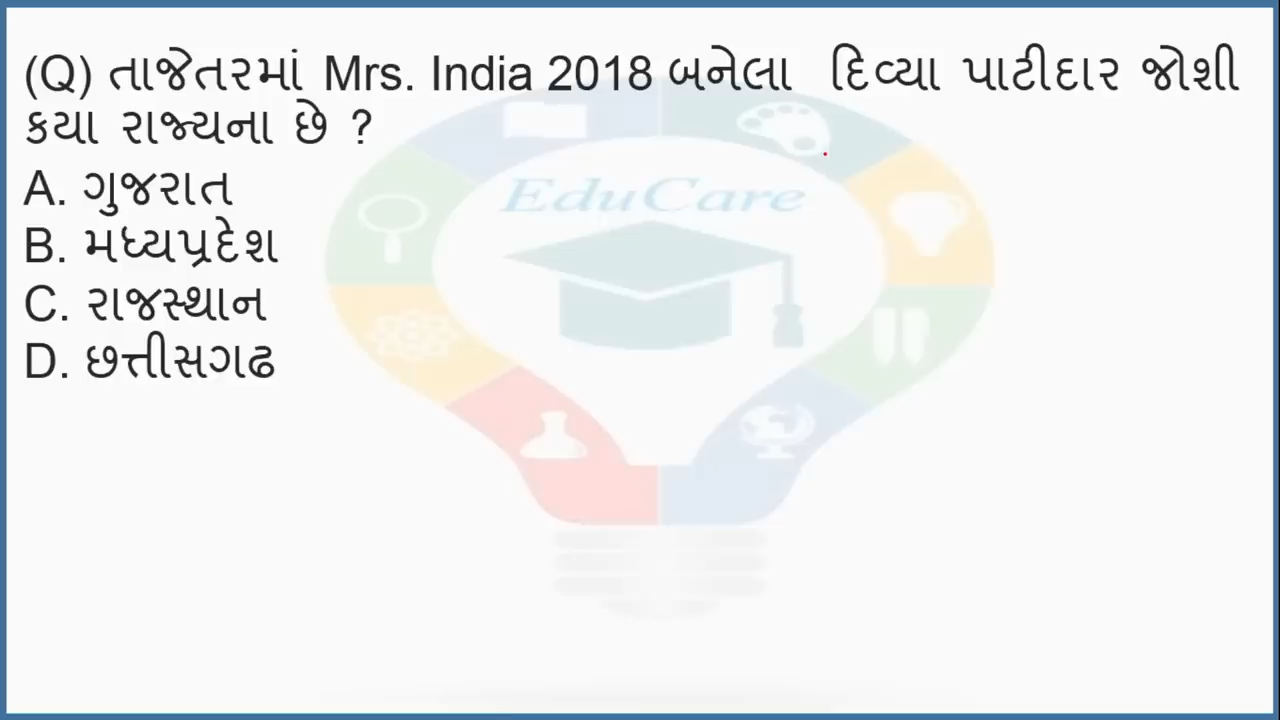 (Q) તાજેતરમાં Mrs. India 2018 બનેલા દિવ્યા પાટીદાર જોશી
કયા રાજ્યના છે ?
A. ગુજરાત
B. મધ્યપ્રદેશ
C. રાજસ્થાન
D. છત્તીસગઢ
EduCare